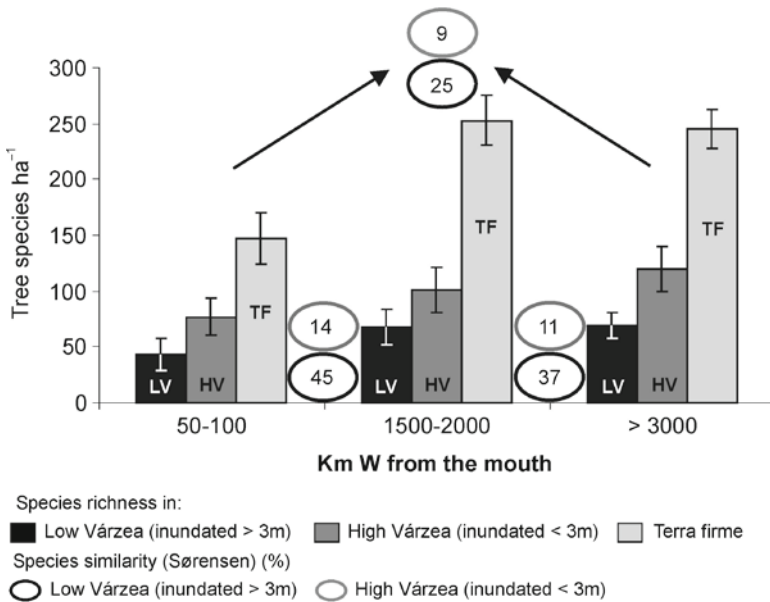 9
25
300
250
200
150
100
50
0
Tree species ha⁻¹
LV
HV
TF
14
45
LV
HV
TF
11
37
LV
HV
TF
50-100
1500-2000
> 3000
Km W from the mouth
Species richness in:
Low Várzea (inundated > 3m) High Várzea (inundated < 3m) Terra firme
Species similarity (Sørensen) (%)
Low Várzea (inundated > 3m) High Várzea (inundated < 3m)